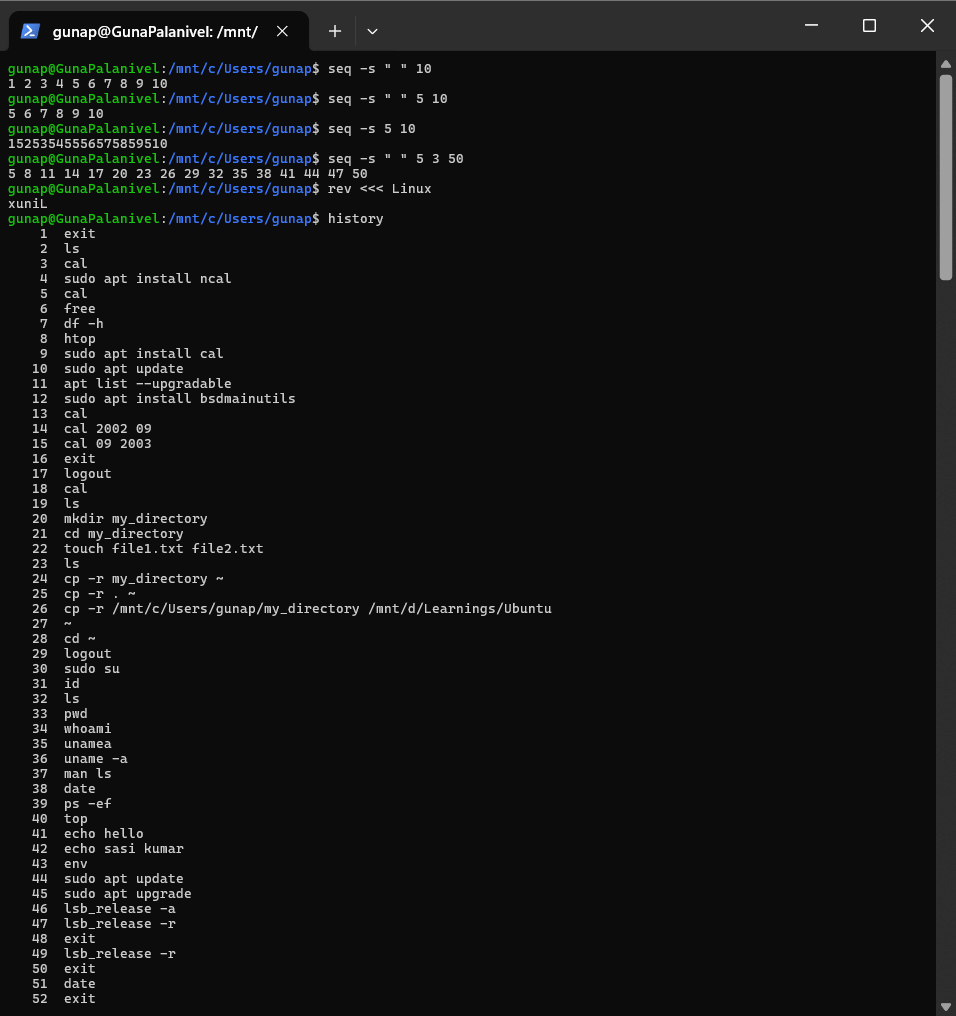 gunap@GunaPalanivel: /mnt/
gunap@GunaPalanivel:/mnt/c/Users/gunap$ seq -s " " 10
1 2 3 4 5 6 7 8 9 10
gunap@GunaPalanivel:/mnt/c/Users/gunap$ seq -s " " 5 10
5 6 7 8 9 10
gunap@GunaPalanivel:/mnt/c/Users/gunap$ seq -s 5 10
15253545556575859510
gunap@GunaPalanivel:/mnt/c/Users/gunap$ seq -s " " 5 3 50
5 8 11 14 17 20 23 26 29 32 35 38 41 44 47 50
gunap@GunaPalanivel:/mnt/c/Users/gunap$ rev <<< Linux
xuniL
gunap@GunaPalanivel:/mnt/c/Users/gunap$ history
1 exit
2 ls
3 cal
4 sudo apt install ncal
5 cal
6 free
7 df -h
8 htop
9 sudo apt install cal
10 sudo apt update
11 apt list --upgradable
12 sudo apt install bsdmainutils
13 cal
14 cal 2002 09
15 cal 09 2003
16 exit
17 logout
18 cal
19 ls
20 mkdir my_directory
21 cd my_directory
22 touch file1.txt file2.txt
23 ls
24 cp -r my_directory ~
25 cp -r . ~
26 cp -r /mnt/c/Users/gunap/my_directory /mnt/d/Learnings/Ubuntu
27 ~
28 cd ~
29 logout
30 sudo su
31 id
32 ls
33 pwd
34 whoami
35 unamea
36 uname -a
37 man ls
38 date
39 ps -ef
40 top
41 echo hello
42 echo sasi kumar
43 env
44 sudo apt update
45 sudo apt upgrade
46 lsb_release -a
47 lsb_release -r
48 exit
49 lsb_release -r
50 exit
51 date
52 exit